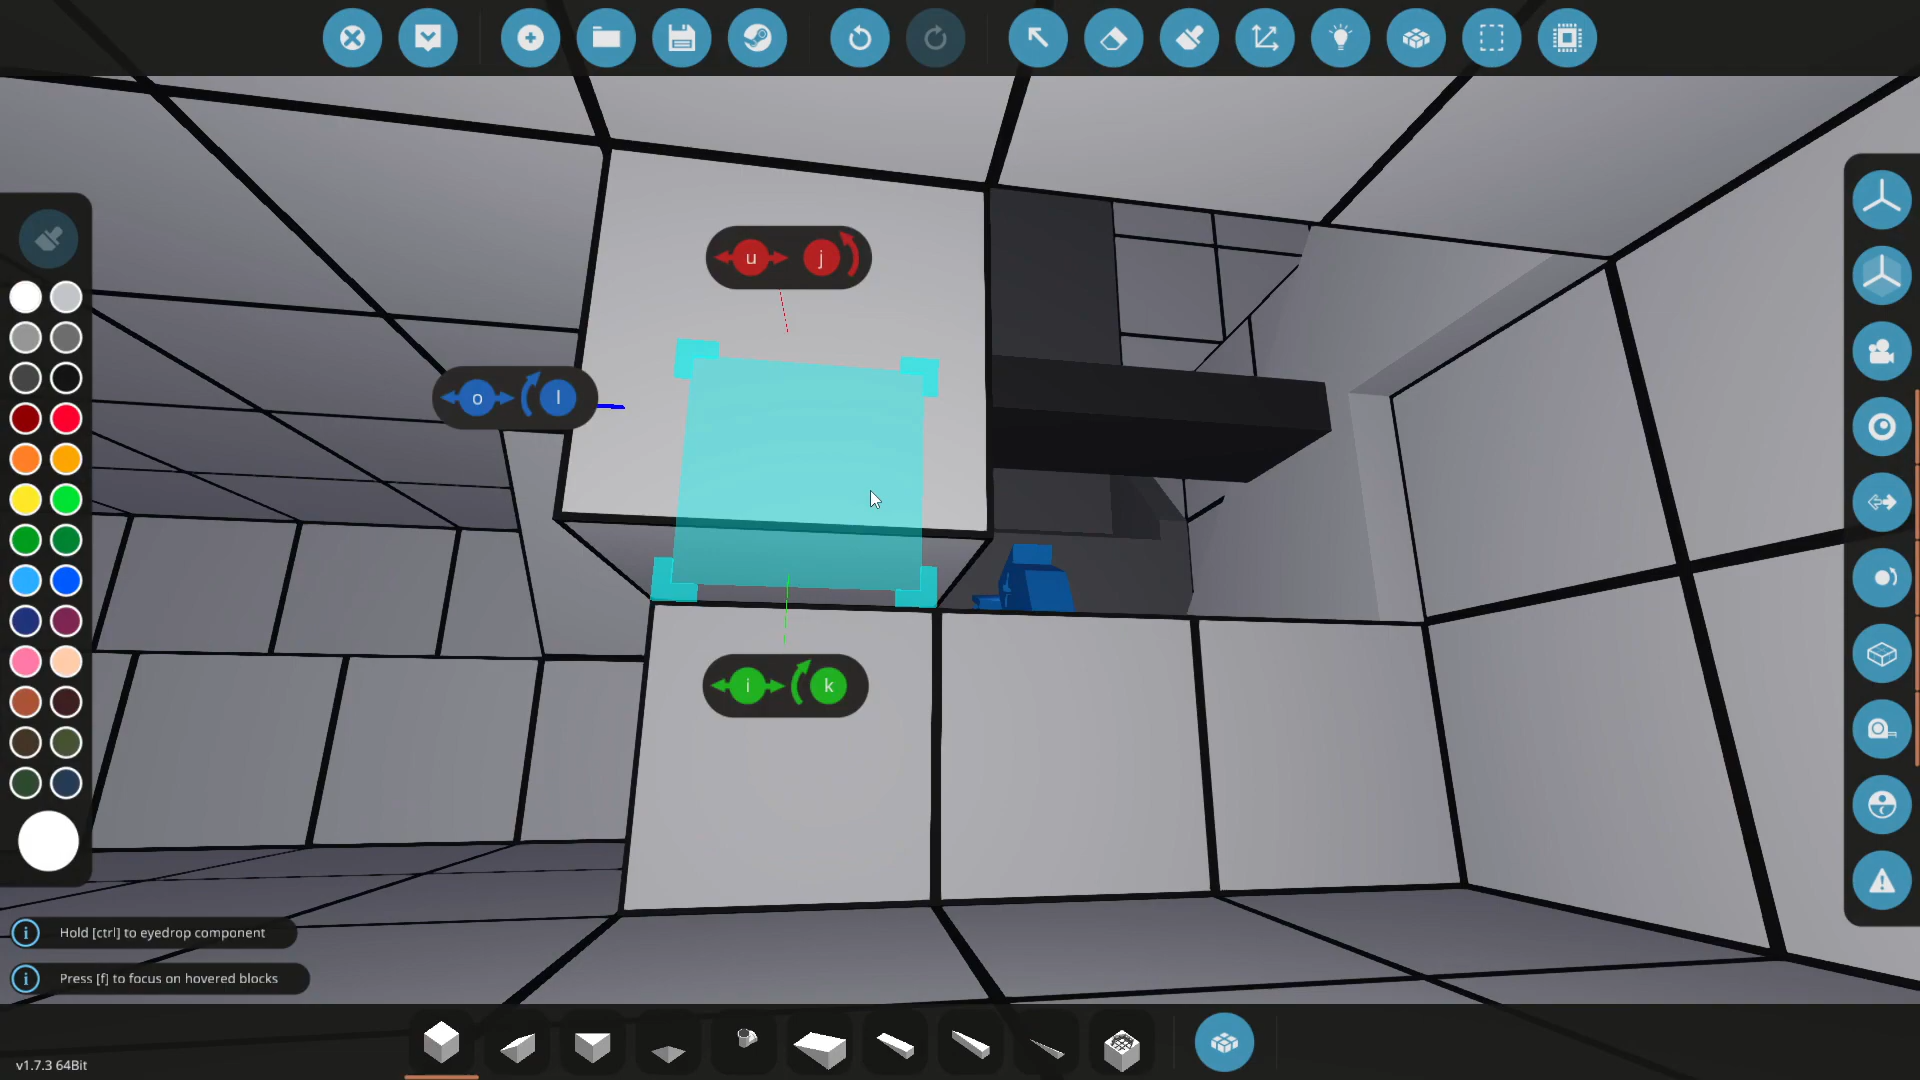 u j
o l
i k
Hold [ctrl] to eyedrop component
Press [f] to focus on hovered blocks
v1.7.3 64Bit